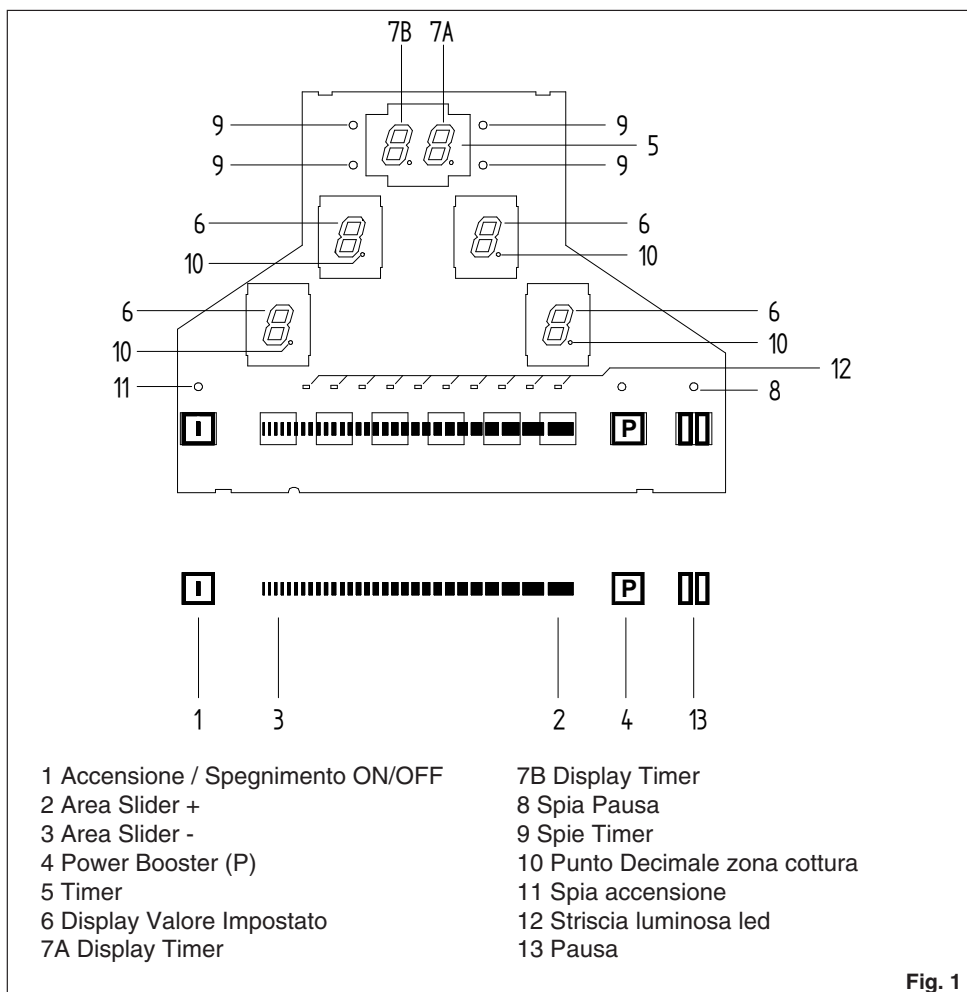 7B 7A
9 9
5
9 9
6 6
10 10
6 6
10 10
12
11 8
I P
I P
1 3 2 4 13
1 Accensione / Spegnimento ON/OFF
2 Area Slider +
3 Area Slider -
4 Power Booster (P)
5 Timer
6 Display Valore Impostato
7A Display Timer
7B Display Timer
8 Spia Pausa
9 Spie Timer
10 Punto Decimale zona cottura
11 Spia accensione
12 Striscia luminosa led
13 Pausa
Fig. 1